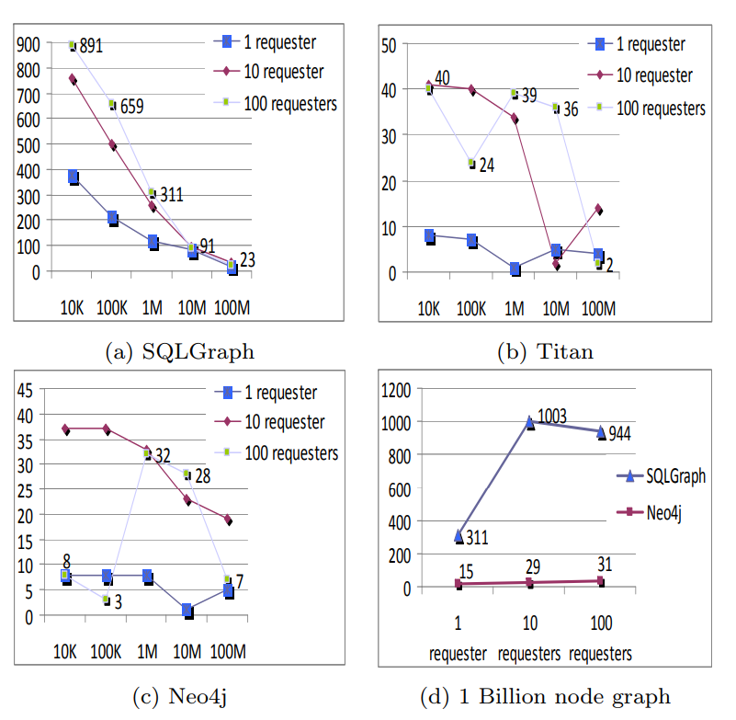 900
800
700
600
500
400
300
200
100
0
891
659
311
91
23
1 requester
10 requester
100 requesters
10K 100K 1M 10M 100M
(a) SQLGraph
50
40
30
20
10
0
40
24
39
36
2
1 requester
10 requester
100 requesters
10K 100K 1M 10M 100M
(b) Titan
45
40
35
30
25
20
15
10
5
0
8
3
32
28
7
1 requester
10 requester
100 requesters
10K 100K 1M 10M 100M
(c) Neo4j
1200
1000
800
600
400
200
0
311
1003
944
15
29
31
SQLGraph
Neo4j
1 10 100
requester requesters requesters
(d) 1 Billion node graph